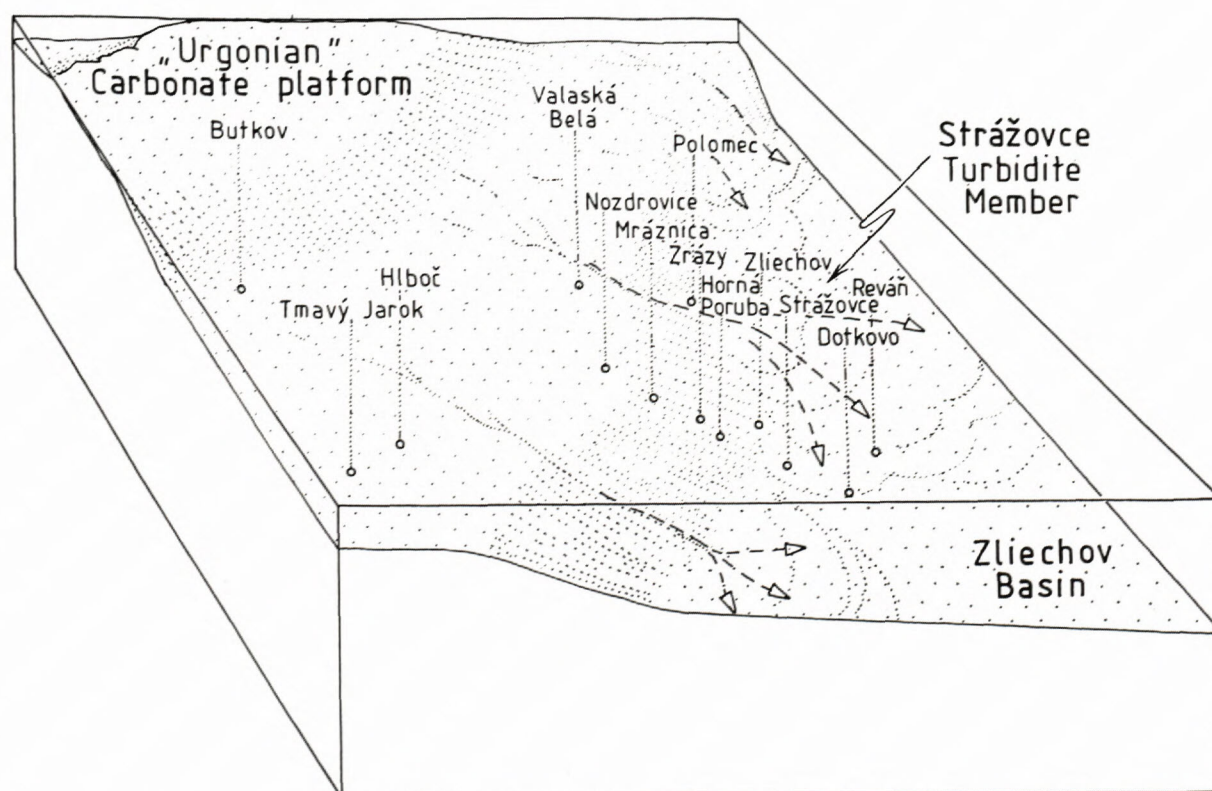 „Urgonian"
Carbonate platform
Butkov
Valaská
Belá
Polomec
Strážovce
Turbidite
Member
Nozdrovice
Mráznica
Zrázy
Zliechov
Hlboč
Horná
Poruba
Strážovce
Reváň
Tmavý Jarok
Dotkovo
Zliechov
Basin